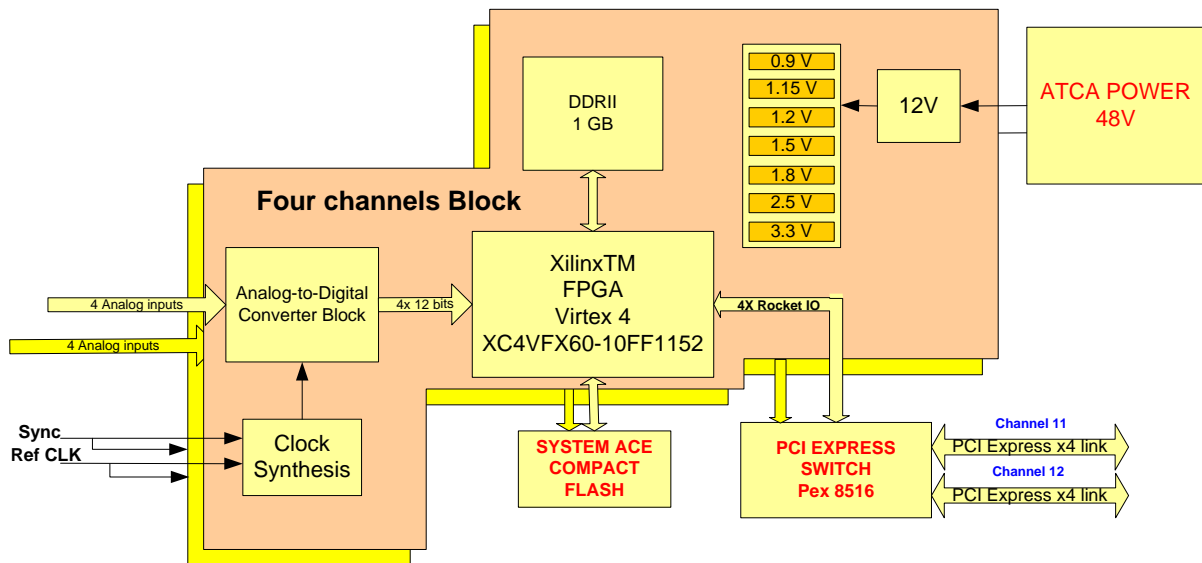 DDRII
1 GB
0.9 V
1.15 V
1.2 V
1.5 V
1.8 V
2.5 V
3.3 V
12V
ATCA POWER
48V
Four channels Block
Analog-to-Digital
Converter Block
4 Analog inputs
4 Analog inputs
4x 12 bits
XilinxTM
FPGA
Virtex 4
XC4VFX60-10FF1152
4X Rocket IO
Sync
Ref CLK
Clock
Synthesis
SYSTEM ACE
COMPACT
FLASH
PCI EXPRESS
SWITCH
Pex 8516
Channel 11
PCI Express x4 link
Channel 12
PCI Express x4 link